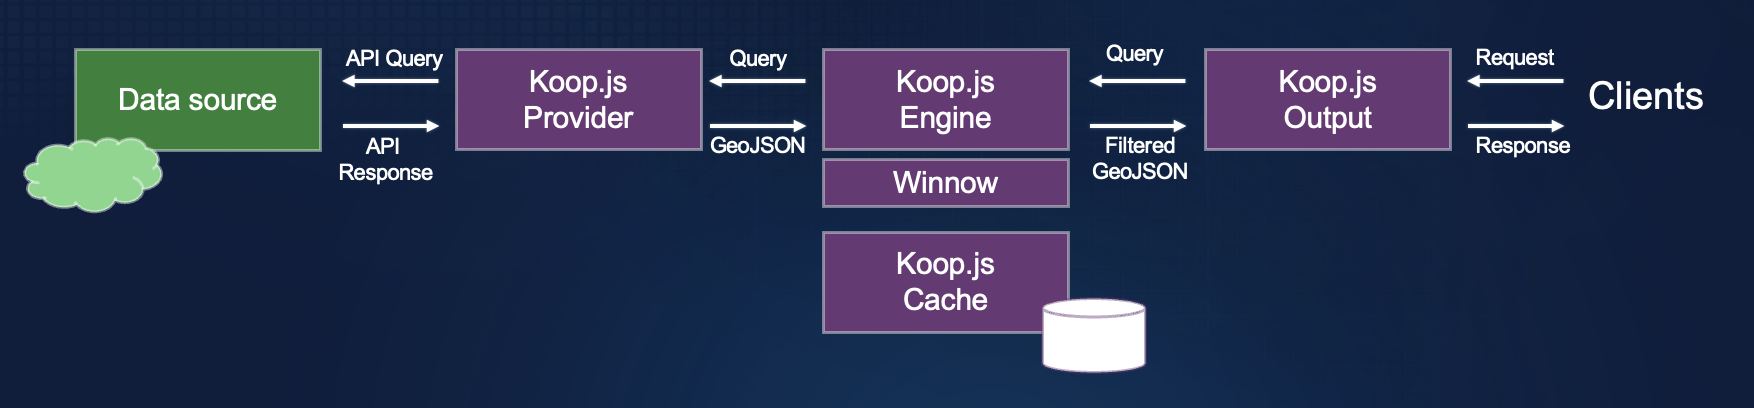 Data source
API Query
API
Response
Koop.js
Provider
Query
GeoJSON
Koop.js
Engine
Winnow
Koop.js
Cache
Query
Filtered
GeoJSON
Koop.js
Output
Request
Response
Clients